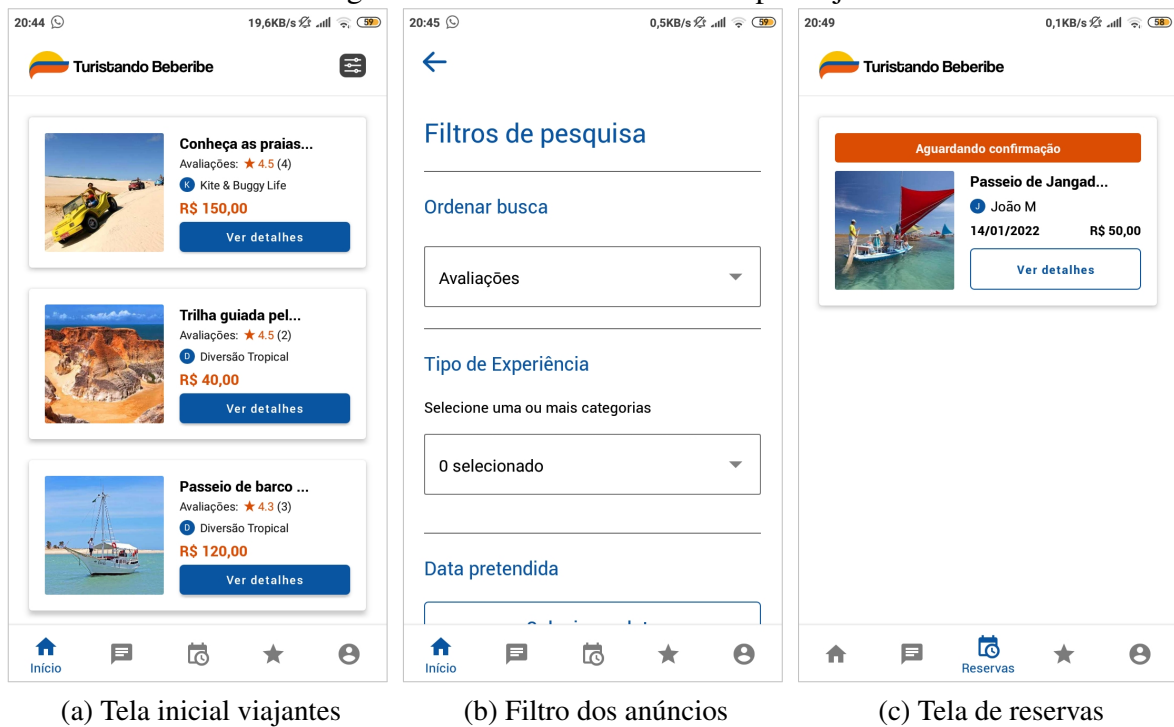 20:44
19,6KB/s
59
Turistando Beberibe
Conheça as praias...
Avaliações: ★ 4.5 (4)
K Kite & Buggy Life
R$ 150,00
Ver detalhes
Trilha guiada pel...
Avaliações: ★ 4.5 (2)
D Diversão Tropical
R$ 40,00
Ver detalhes
Passeio de barco ...
Avaliações: ★ 4.3 (3)
D Diversão Tropical
R$ 120,00
Ver detalhes
Início
(a) Tela inicial viajantes
20:45
0,5KB/s
59
Filtros de pesquisa
Ordenar busca
Avaliações
Tipo de Experiência
Selecione uma ou mais categorias
0 selecionado
Data pretendida
Início
(b) Filtro dos anúncios
20:49
0,1KB/s
58
Turistando Beberibe
Aguardando confirmação
Passeio de Jangad...
J João M
14/01/2022 R$ 50,00
Ver detalhes
Reservas
(c) Tela de reservas